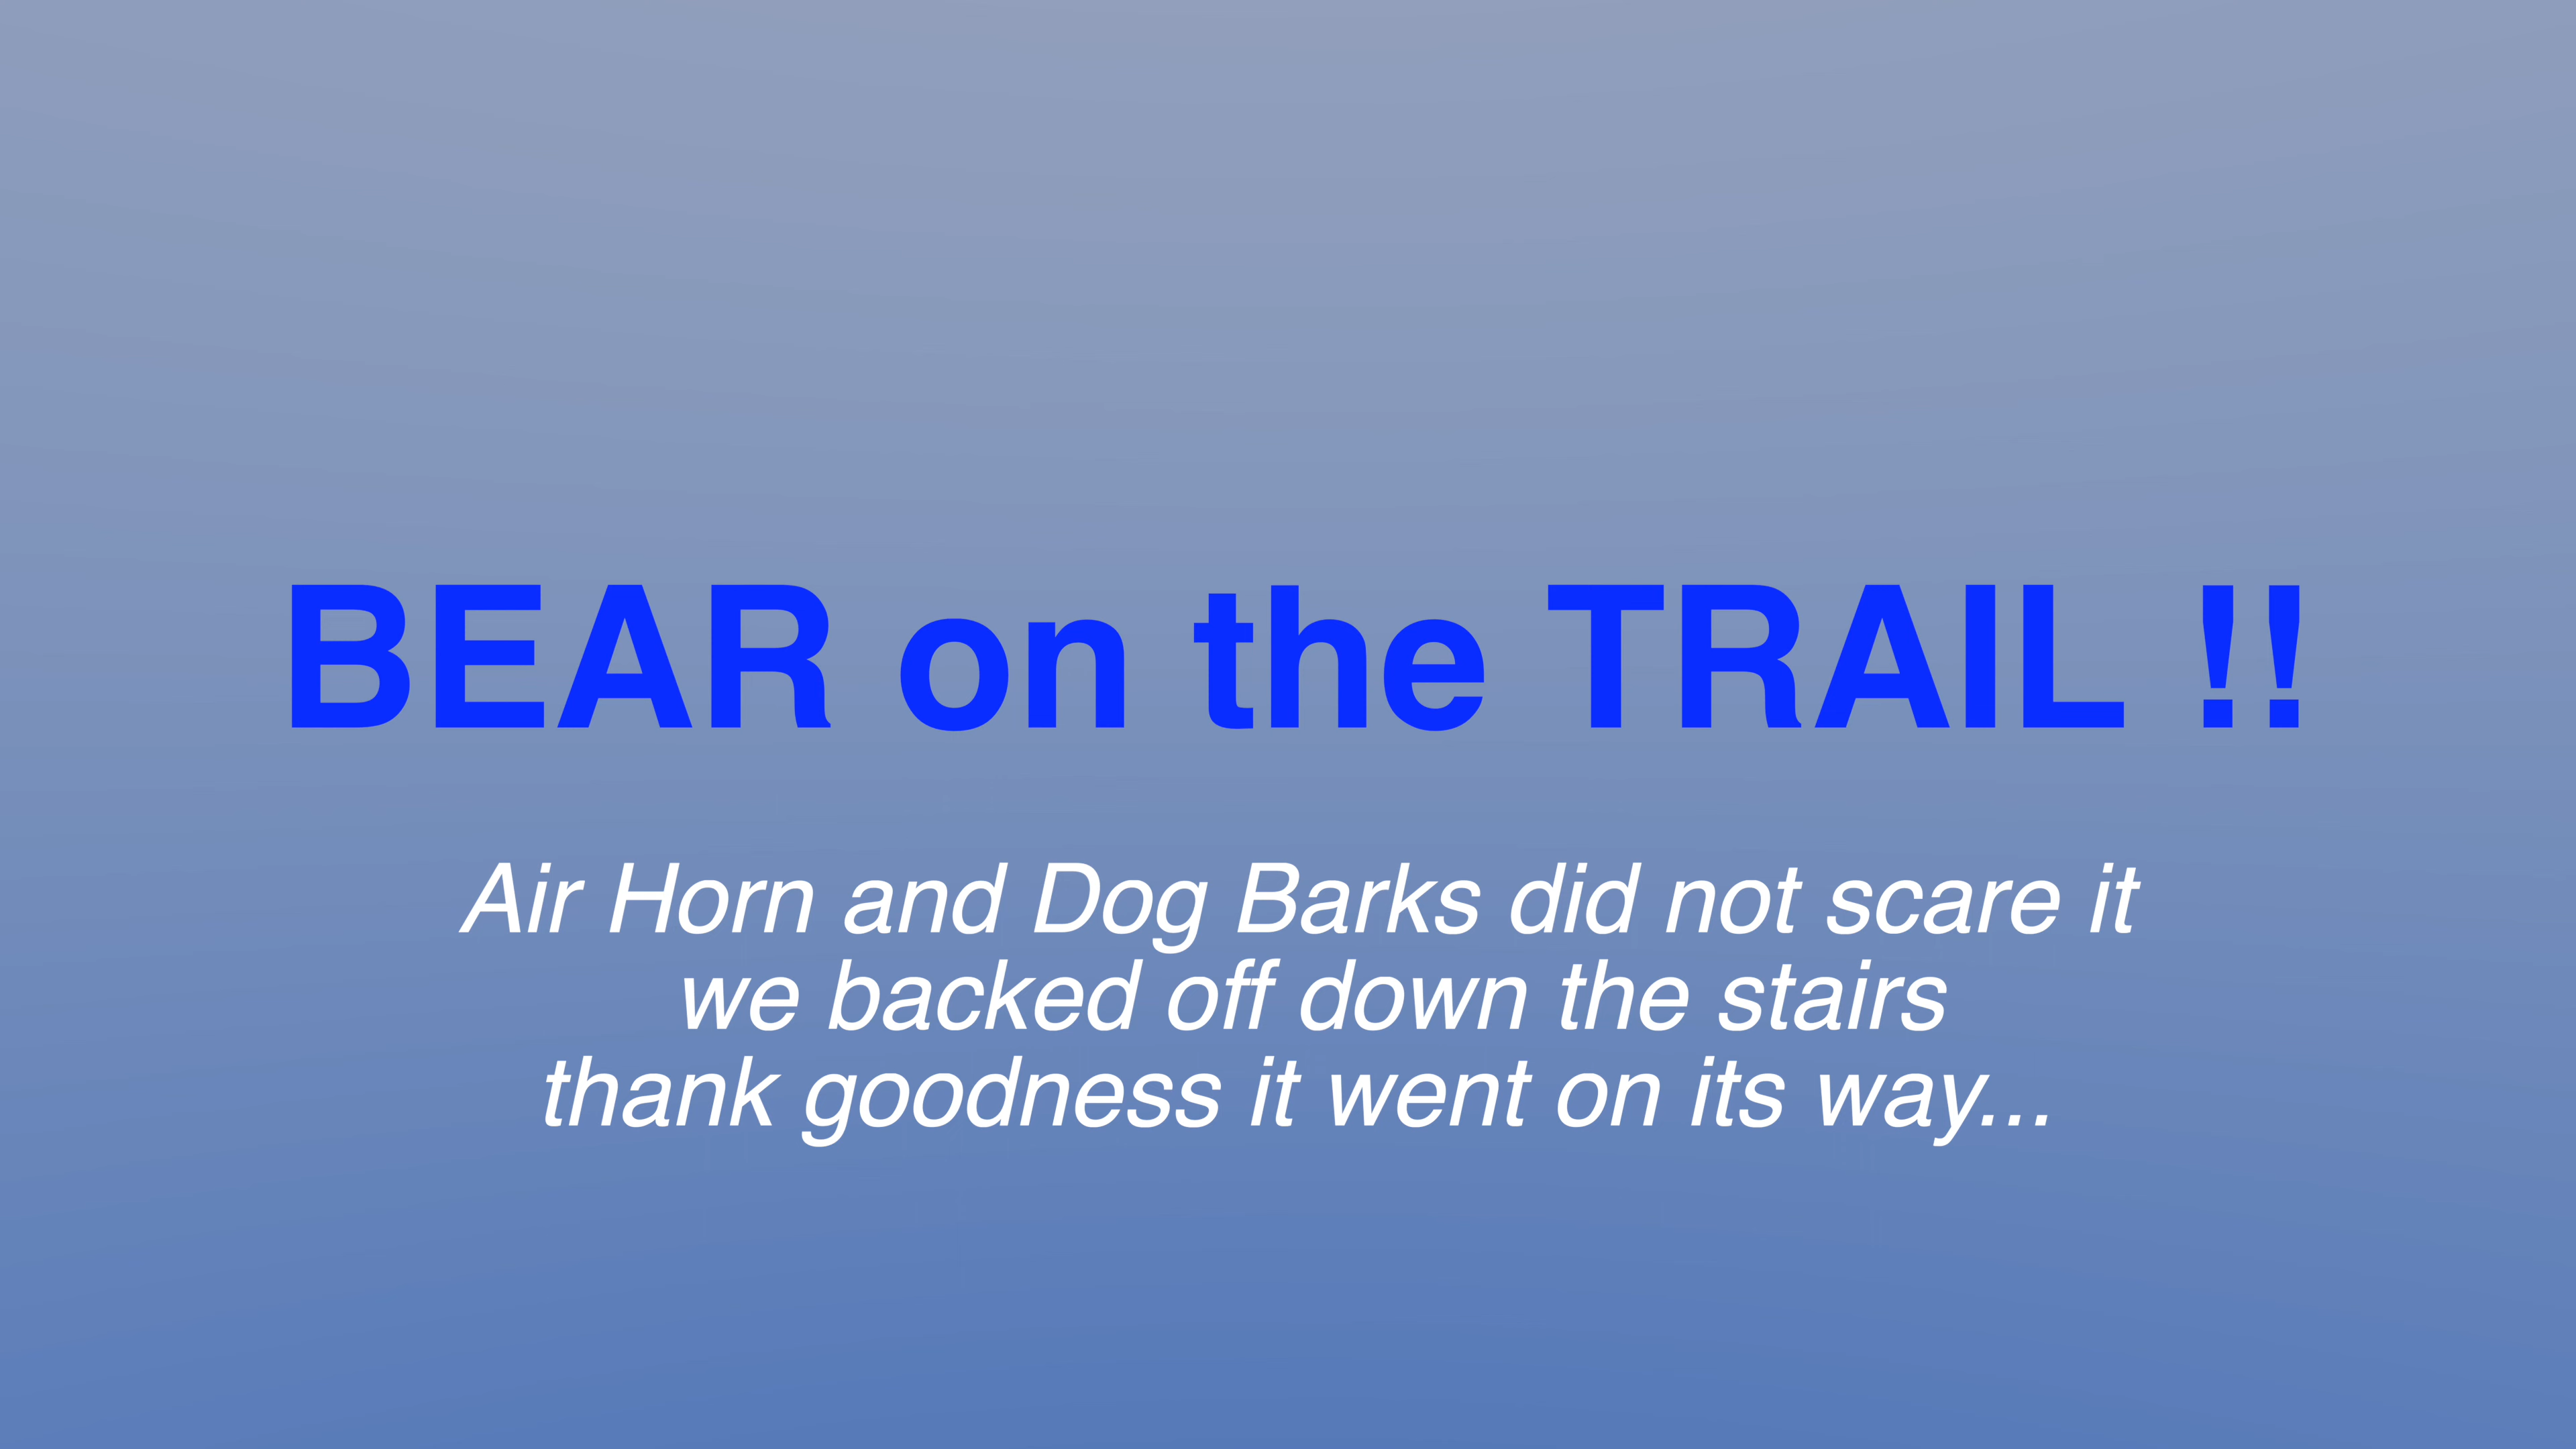 BEAR on the TRAIL !!
Air Horn and Dog Barks did not scare it
we backed off down the stairs
thank goodness it went on its way...